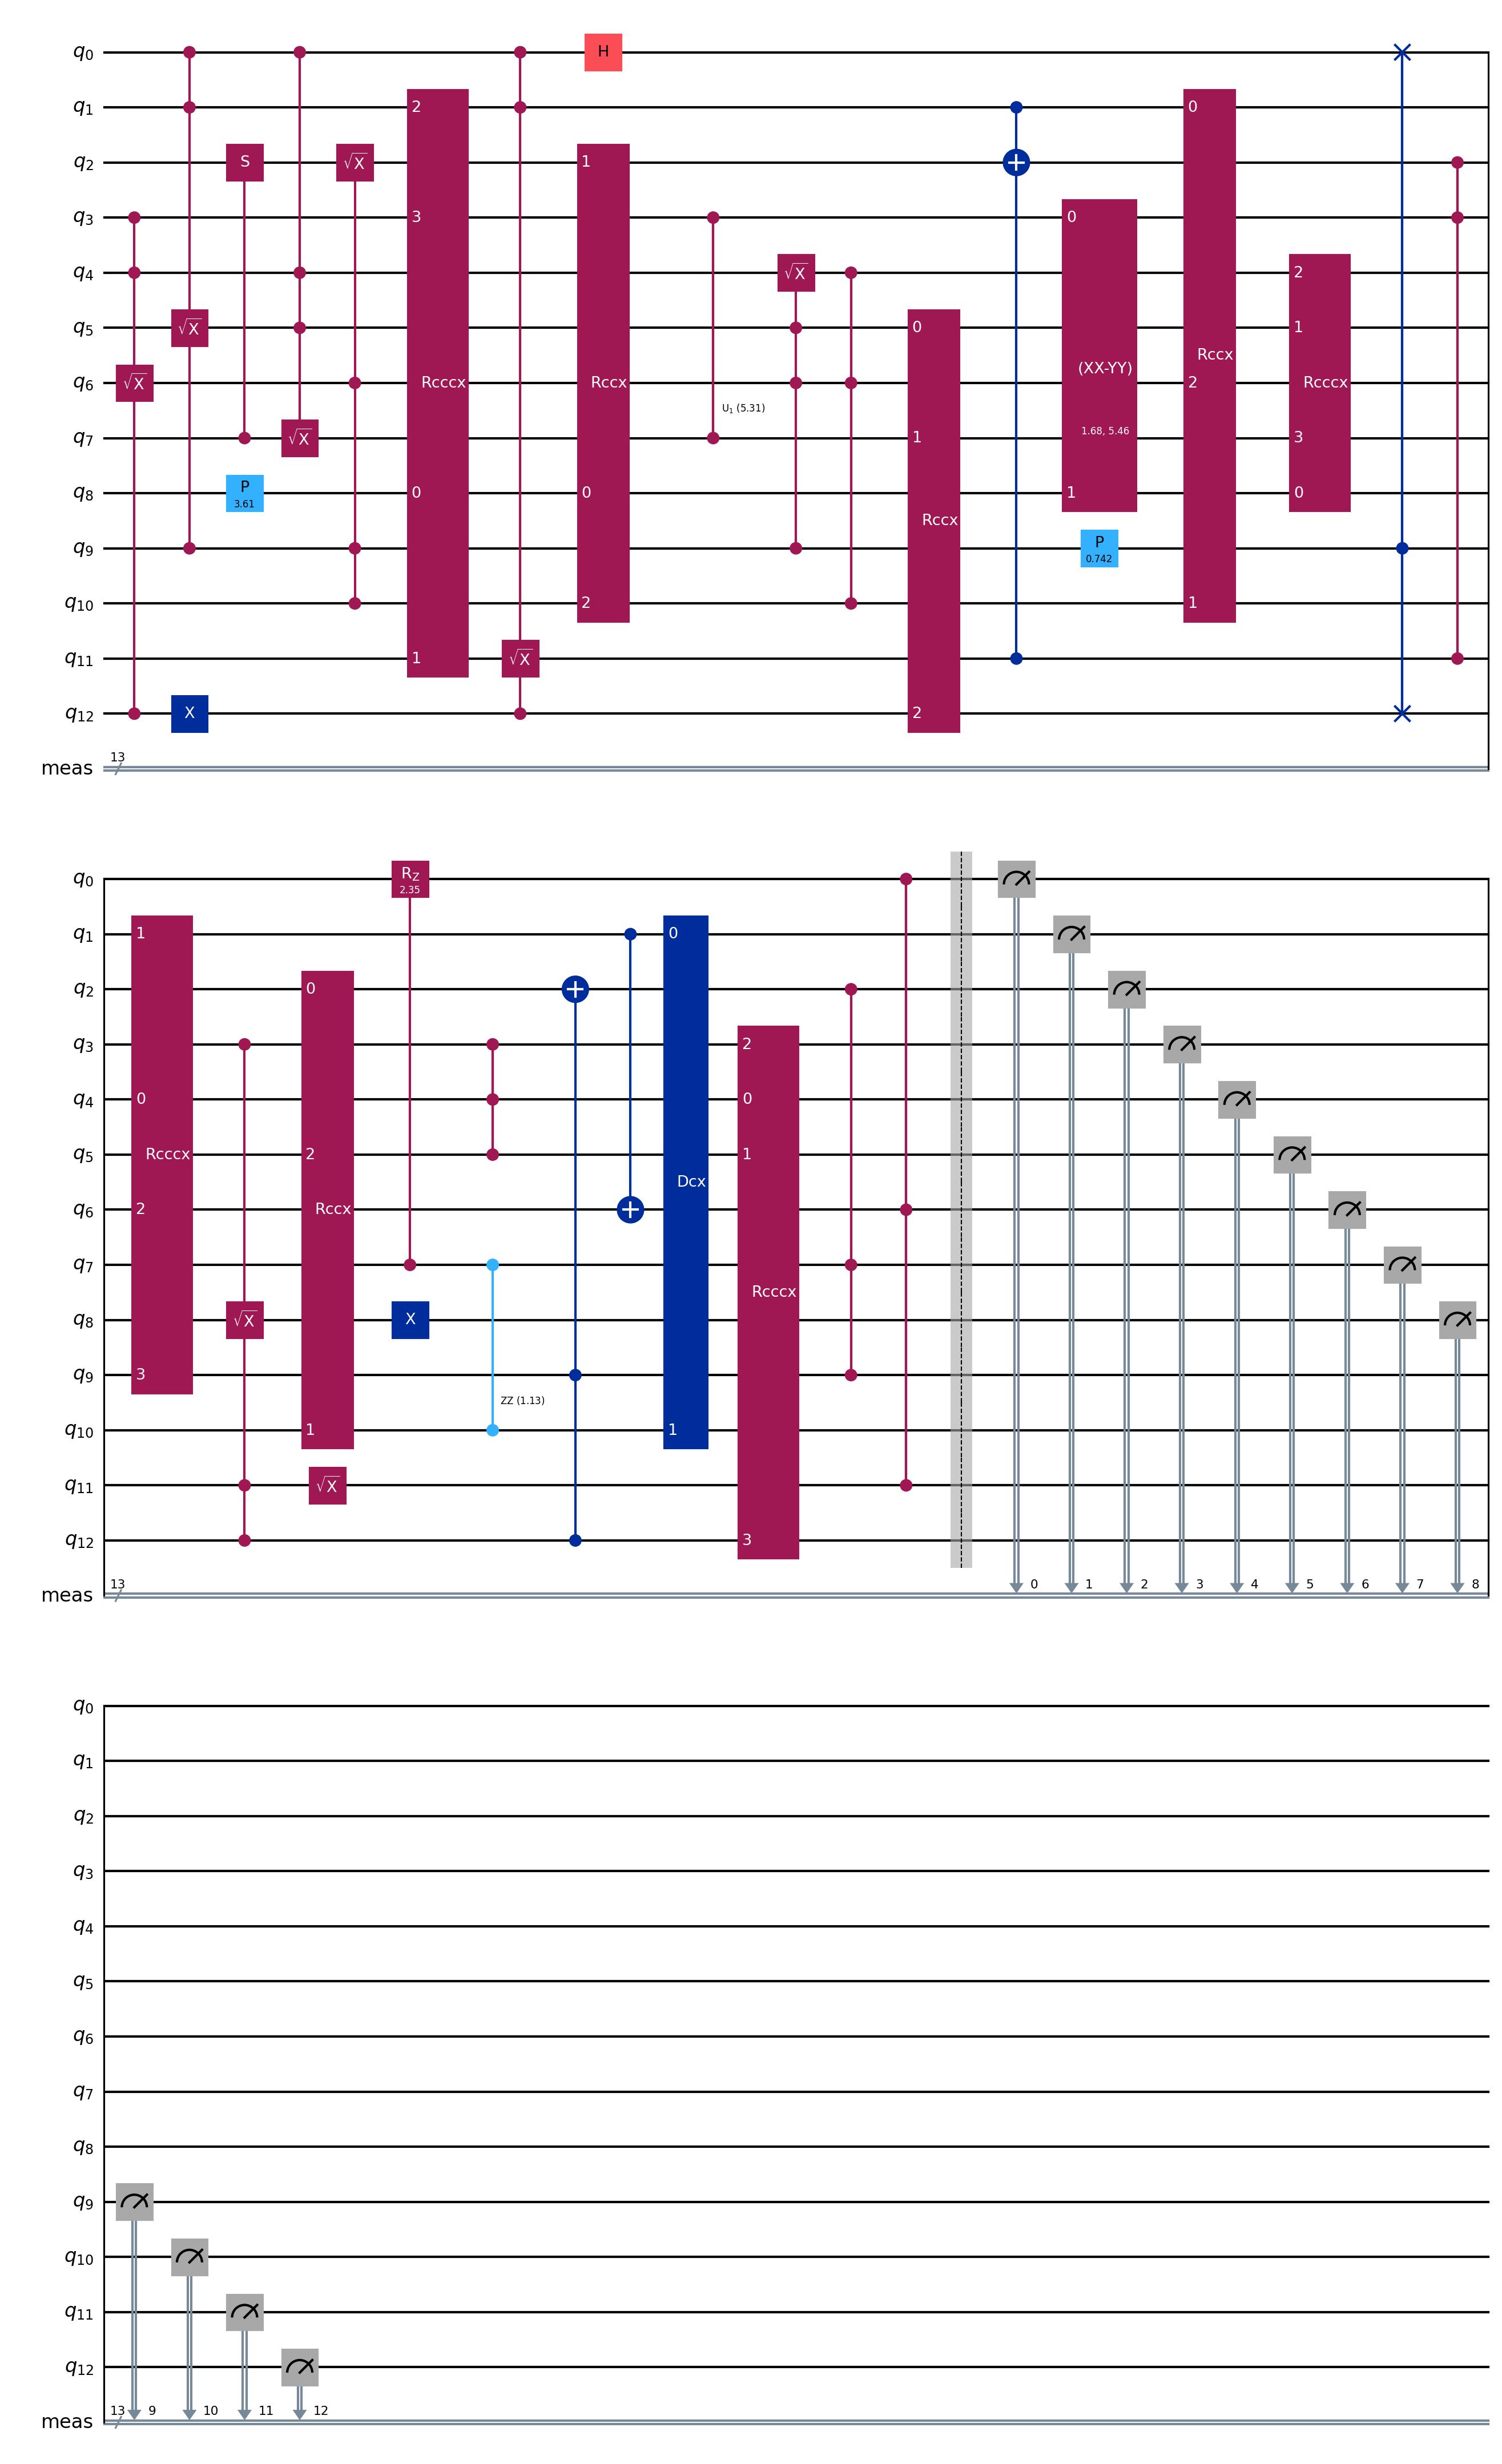 q0 H
q1 2 0
q2 S √X 1
q3 3 0
q4 √X 2
q5 √X 0 1
q6 √X Rcccx Rccx (XX-YY) Rccx 2 Rcccx
U1 (5.31)
q7 √X 1 1.68, 5.46 3
q8 P 3.61 0 0 1 0
Rccx
q9 P 0.742
q10 2 1
q11 1 √X
q12 X 2
meas 13
q0 RZ 2.35
q1 1 0
q2 0
q3 2
q4 0 0
q5 Rcccx 2 1
Dcx
q6 2 Rccx
q7
Rcccx
q8 √X X
q9 3
ZZ (1.13)
q10 1 1
q11 √X
q12 3
meas 13 0 1 2 3 4 5 6 7 8
q0
q1
q2
q3
q4
q5
q6
q7
q8
q9
q10
q11
q12
meas 13 9 10 11 12